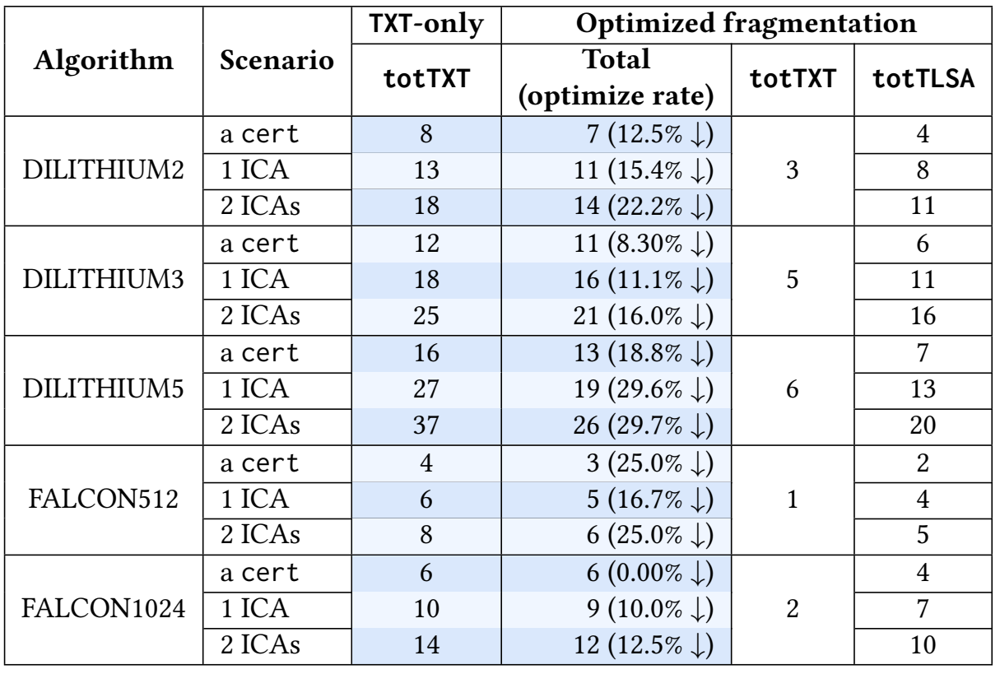 Algorithm Scenario TXT-only Optimized fragmentation
totTXT Total (optimize rate) totTXT totTLSA
DILITHIUM2 a cert 8 7 (12.5% ↓) 3 4
1 ICA 13 11 (15.4% ↓) 8
2 ICAs 18 14 (22.2% ↓) 11
DILITHIUM3 a cert 12 11 (8.30% ↓) 5 6
1 ICA 18 16 (11.1% ↓) 11
2 ICAs 25 21 (16.0% ↓) 16
DILITHIUM5 a cert 16 13 (18.8% ↓) 6 7
1 ICA 27 19 (29.6% ↓) 13
2 ICAs 37 26 (29.7% ↓) 20
FALCON512 a cert 4 3 (25.0% ↓) 1 2
1 ICA 6 5 (16.7% ↓) 4
2 ICAs 8 6 (25.0% ↓) 5
FALCON1024 a cert 6 6 (0.00% ↓) 2 4
1 ICA 10 9 (10.0% ↓) 7
2 ICAs 14 12 (12.5% ↓) 10